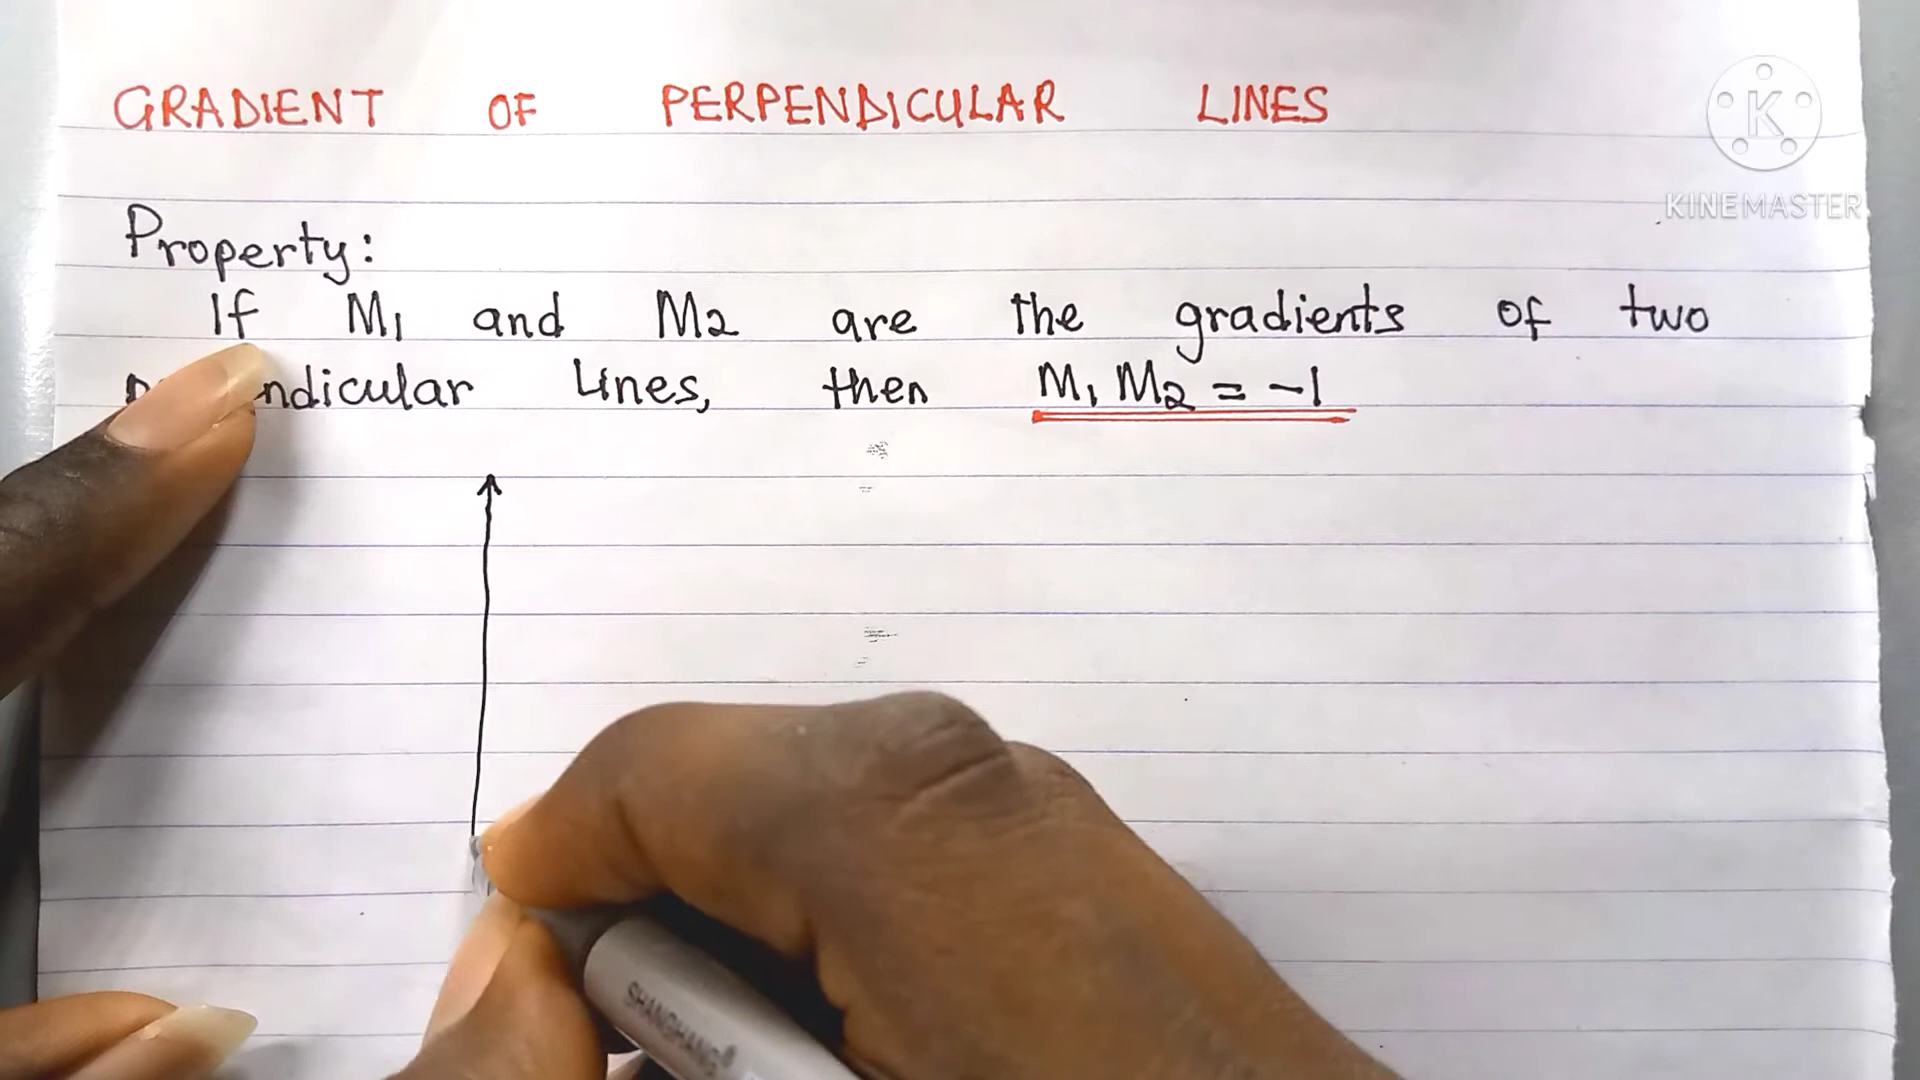 GRADIENT OF PERPENDICULAR LINES
KINEMASTER
Property:
If M1 and M2 are the gradients of two
ndicular Lines, then M1 M2 = -1
SHANGHANG